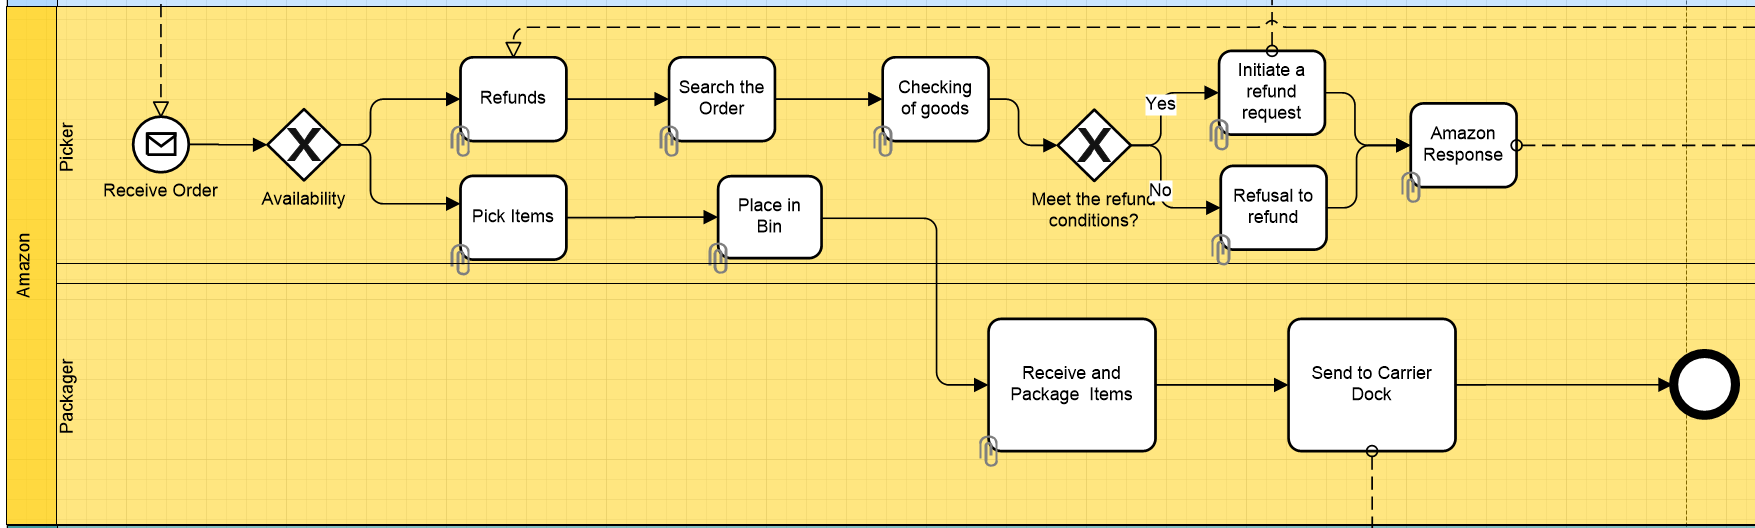 Amazon
Picker
Receive Order
X
Availability
Refunds
Search the
Order
Checking
of goods
X
Meet the refund
conditions?
Yes
No
Initiate a
refund
request
Refusal to
refund
Amazon
Response
Pick Items
Place in
Bin
Packager
Receive and
Package  Items
Send to Carrier
Dock